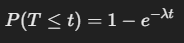 P(T ≤ t) = 1 − e^{−λt}